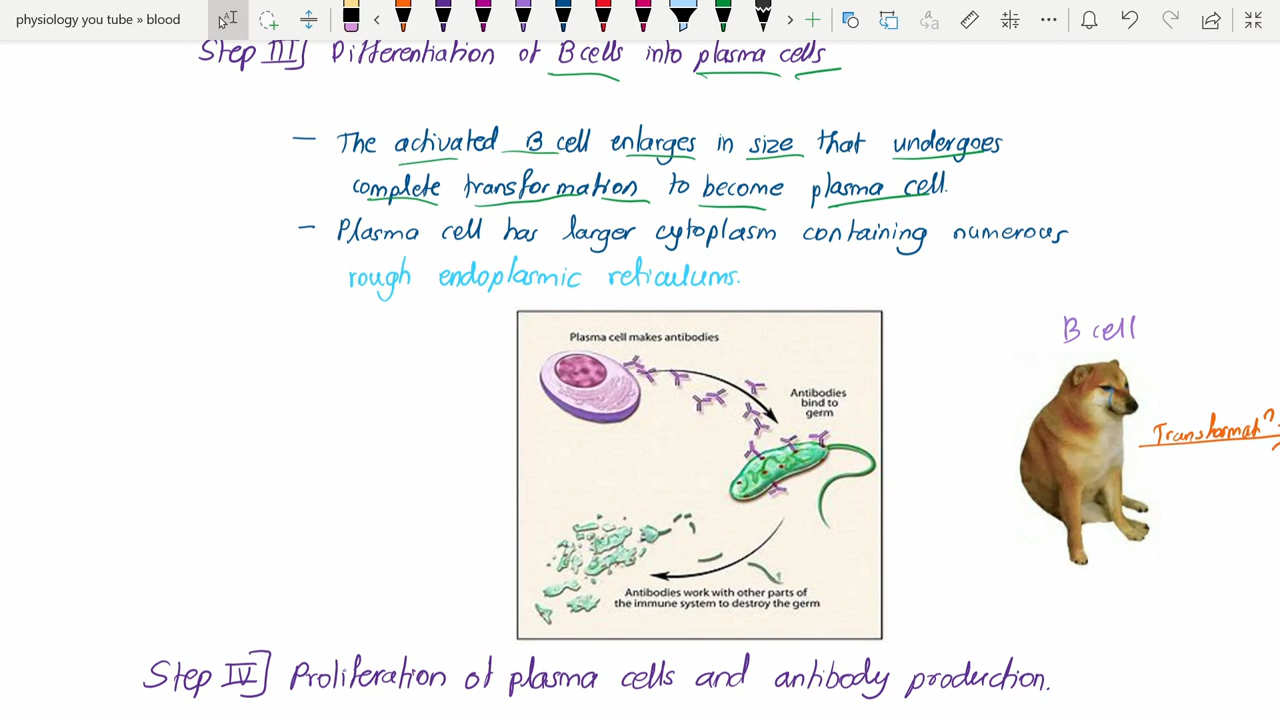 physiology you tube » blood
Step III] Differentiation of B cells into plasma cells
— The activated B cell enlarges in size that undergoes
complete transformation to become plasma cell.
— Plasma cell has larger cytoplasm containing numerous
rough endoplasmic reticulums.
Plasma cell makes antibodies
Antibodies
bind to
germ
Antibodies work with other parts of
the immune system to destroy the germ
B cell
Transformatⁿ
Step IV] Proliferation of plasma cells and antibody production.